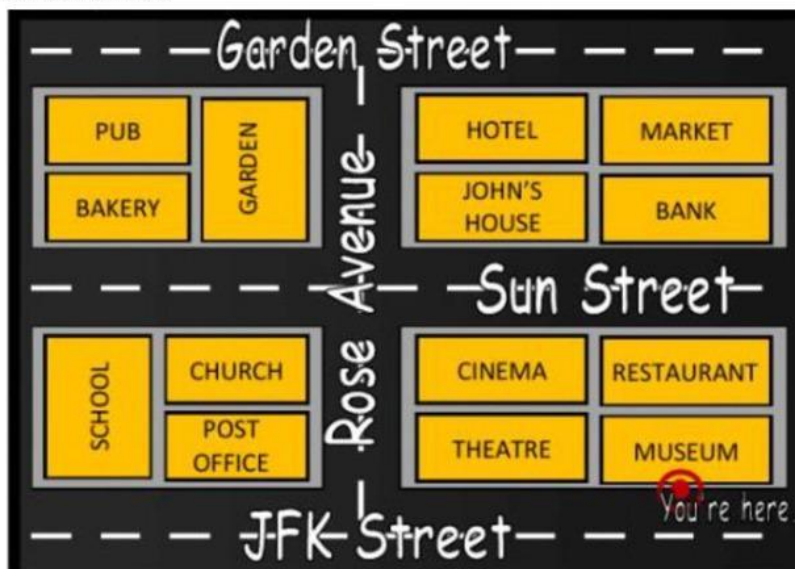 Garden Street
PUB
GARDEN
BAKERY
HOTEL
MARKET
JOHN'S
HOUSE
BANK
Rose Avenue
Sun Street
SCHOOL
CHURCH
POST
OFFICE
CINEMA
RESTAURANT
THEATRE
MUSEUM
You're here.
JFK Street